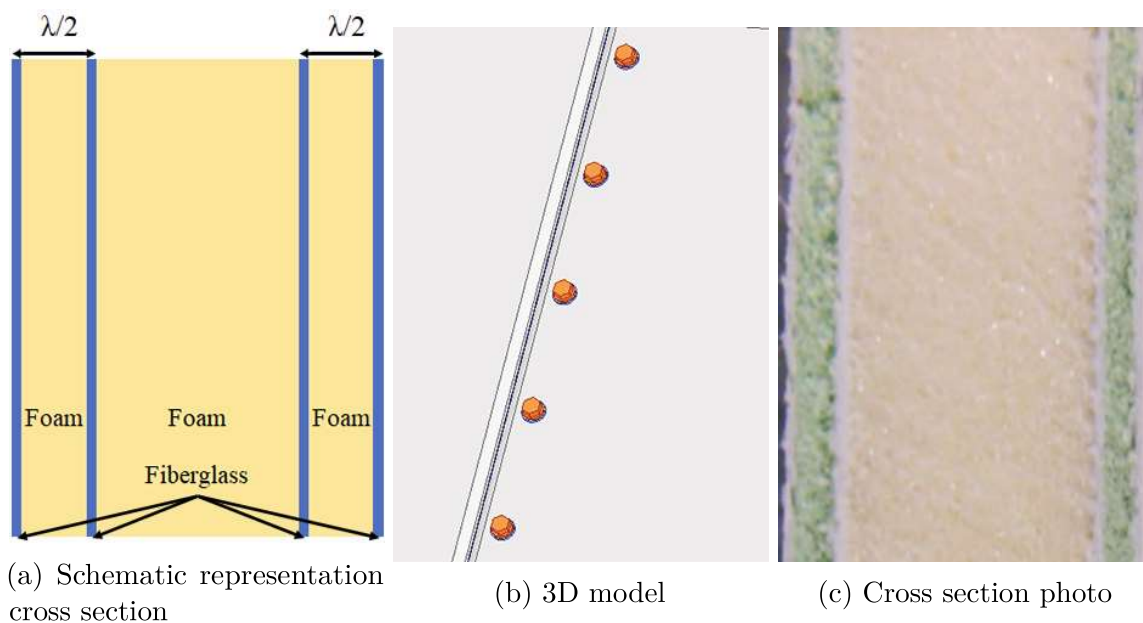 λ/2
λ/2
Foam
Foam
Foam
Fiberglass
(a) Schematic representation
cross section
(b) 3D model
(c) Cross section photo